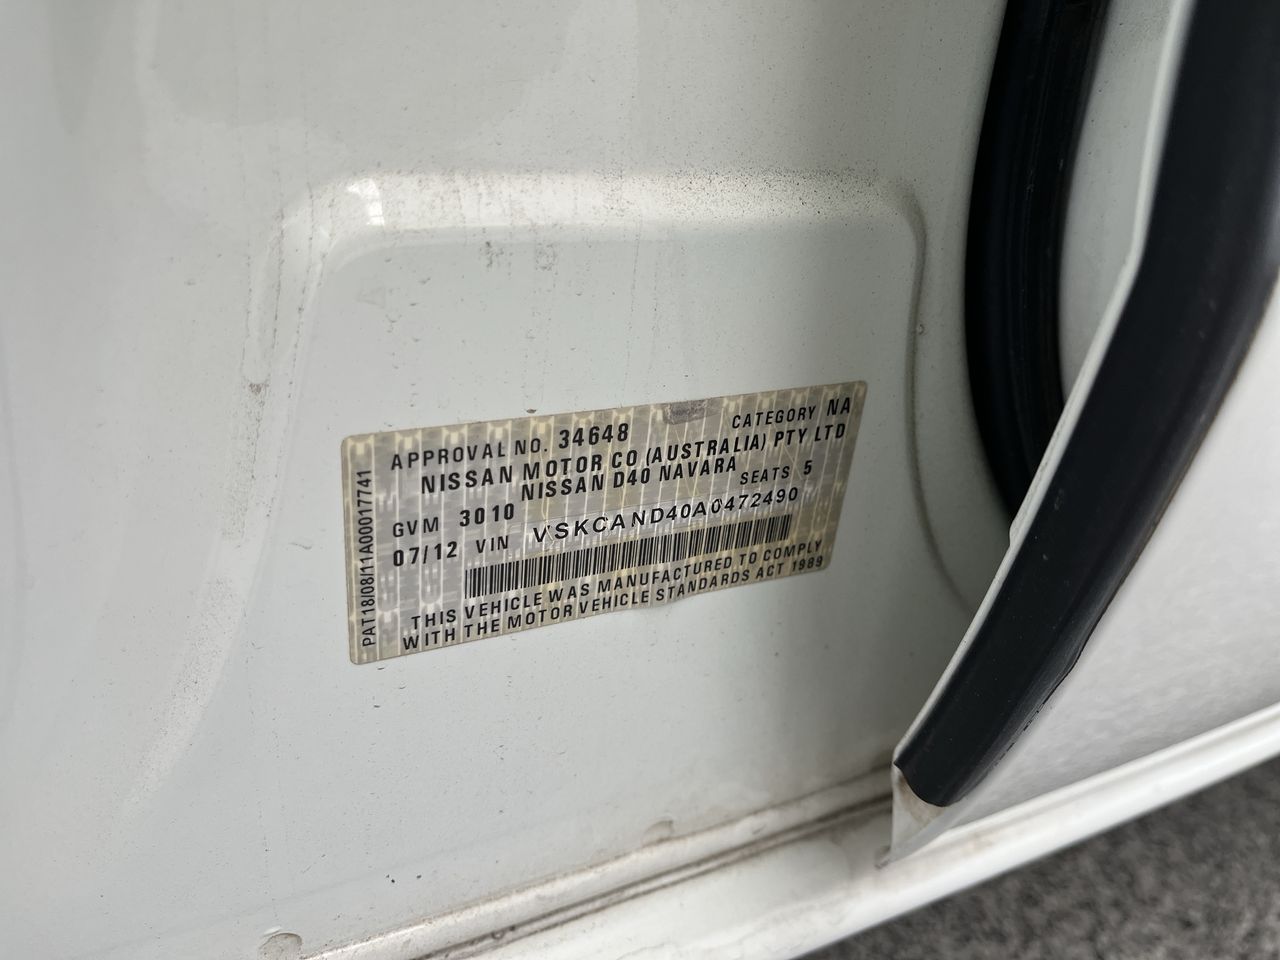 APPROVAL NO. 34648 CATEGORY NA
NISSAN MOTOR CO (AUSTRALIA) PTY LTD
NISSAN D40 NAVARA
GVM 3010 SEATS 5
07/12 VIN VSKCAND40A0472490
THIS VEHICLE WAS MANUFACTURED TO COMPLY
WITH THE MOTOR VEHICLE STANDARDS ACT 1989
PAT18/08/11A00017741